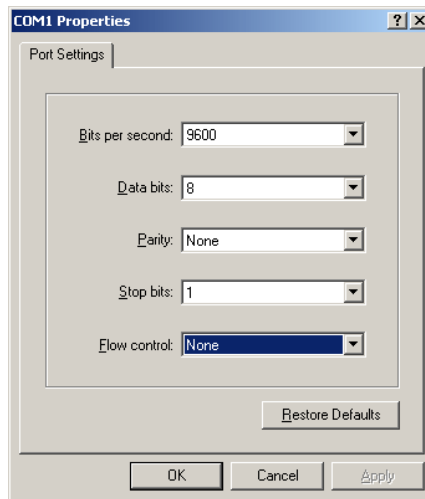 COM1 Properties
Port Settings
Bits per second: 9600
Data bits: 8
Parity: None
Stop bits: 1
Flow control: None
Restore Defaults
OK Cancel Apply